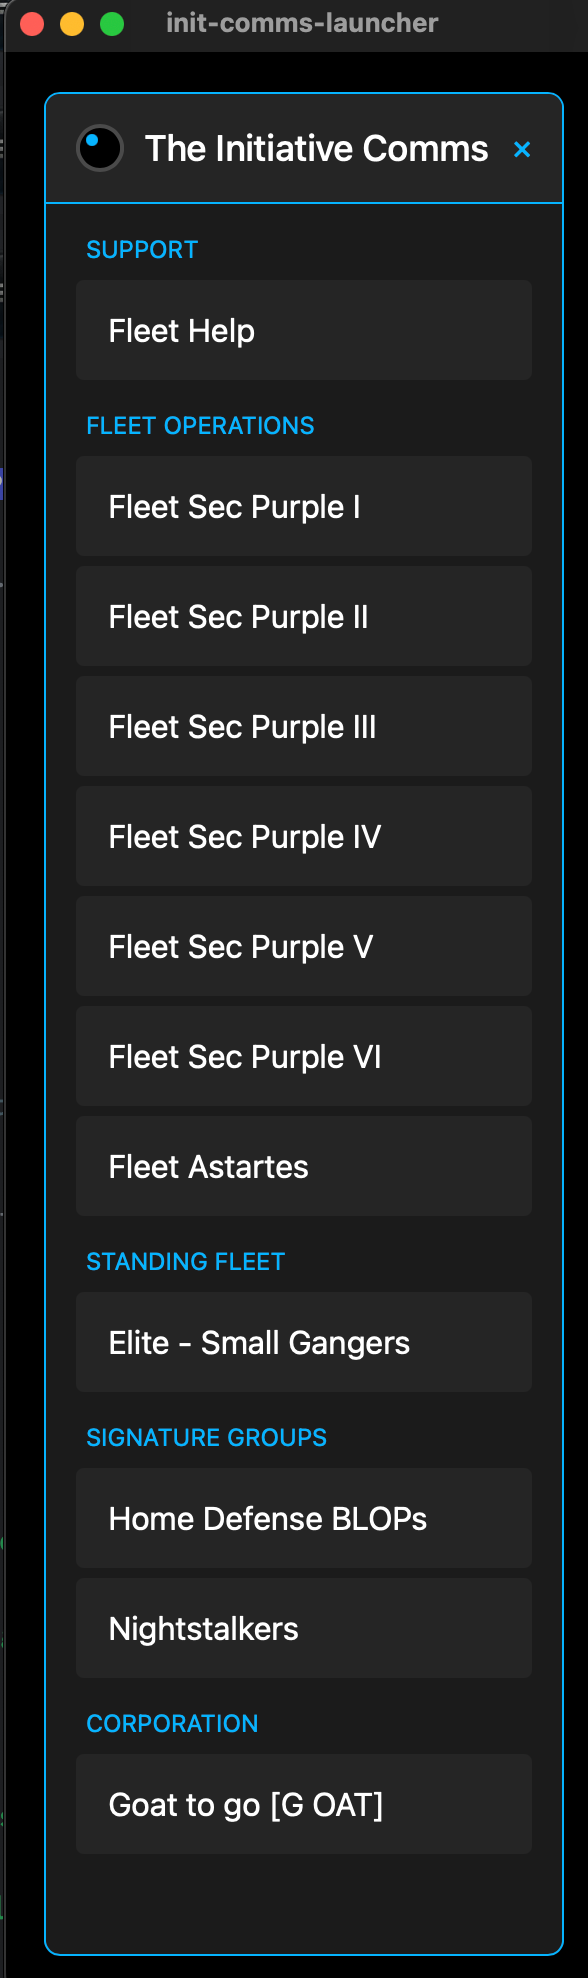 init-comms-launcher
The Initiative Comms ×
SUPPORT
Fleet Help
FLEET OPERATIONS
Fleet Sec Purple I
Fleet Sec Purple II
Fleet Sec Purple III
Fleet Sec Purple IV
Fleet Sec Purple V
Fleet Sec Purple VI
Fleet Astartes
STANDING FLEET
Elite - Small Gangers
SIGNATURE GROUPS
Home Defense BLOPs
Nightstalkers
CORPORATION
Goat to go [G OAT]